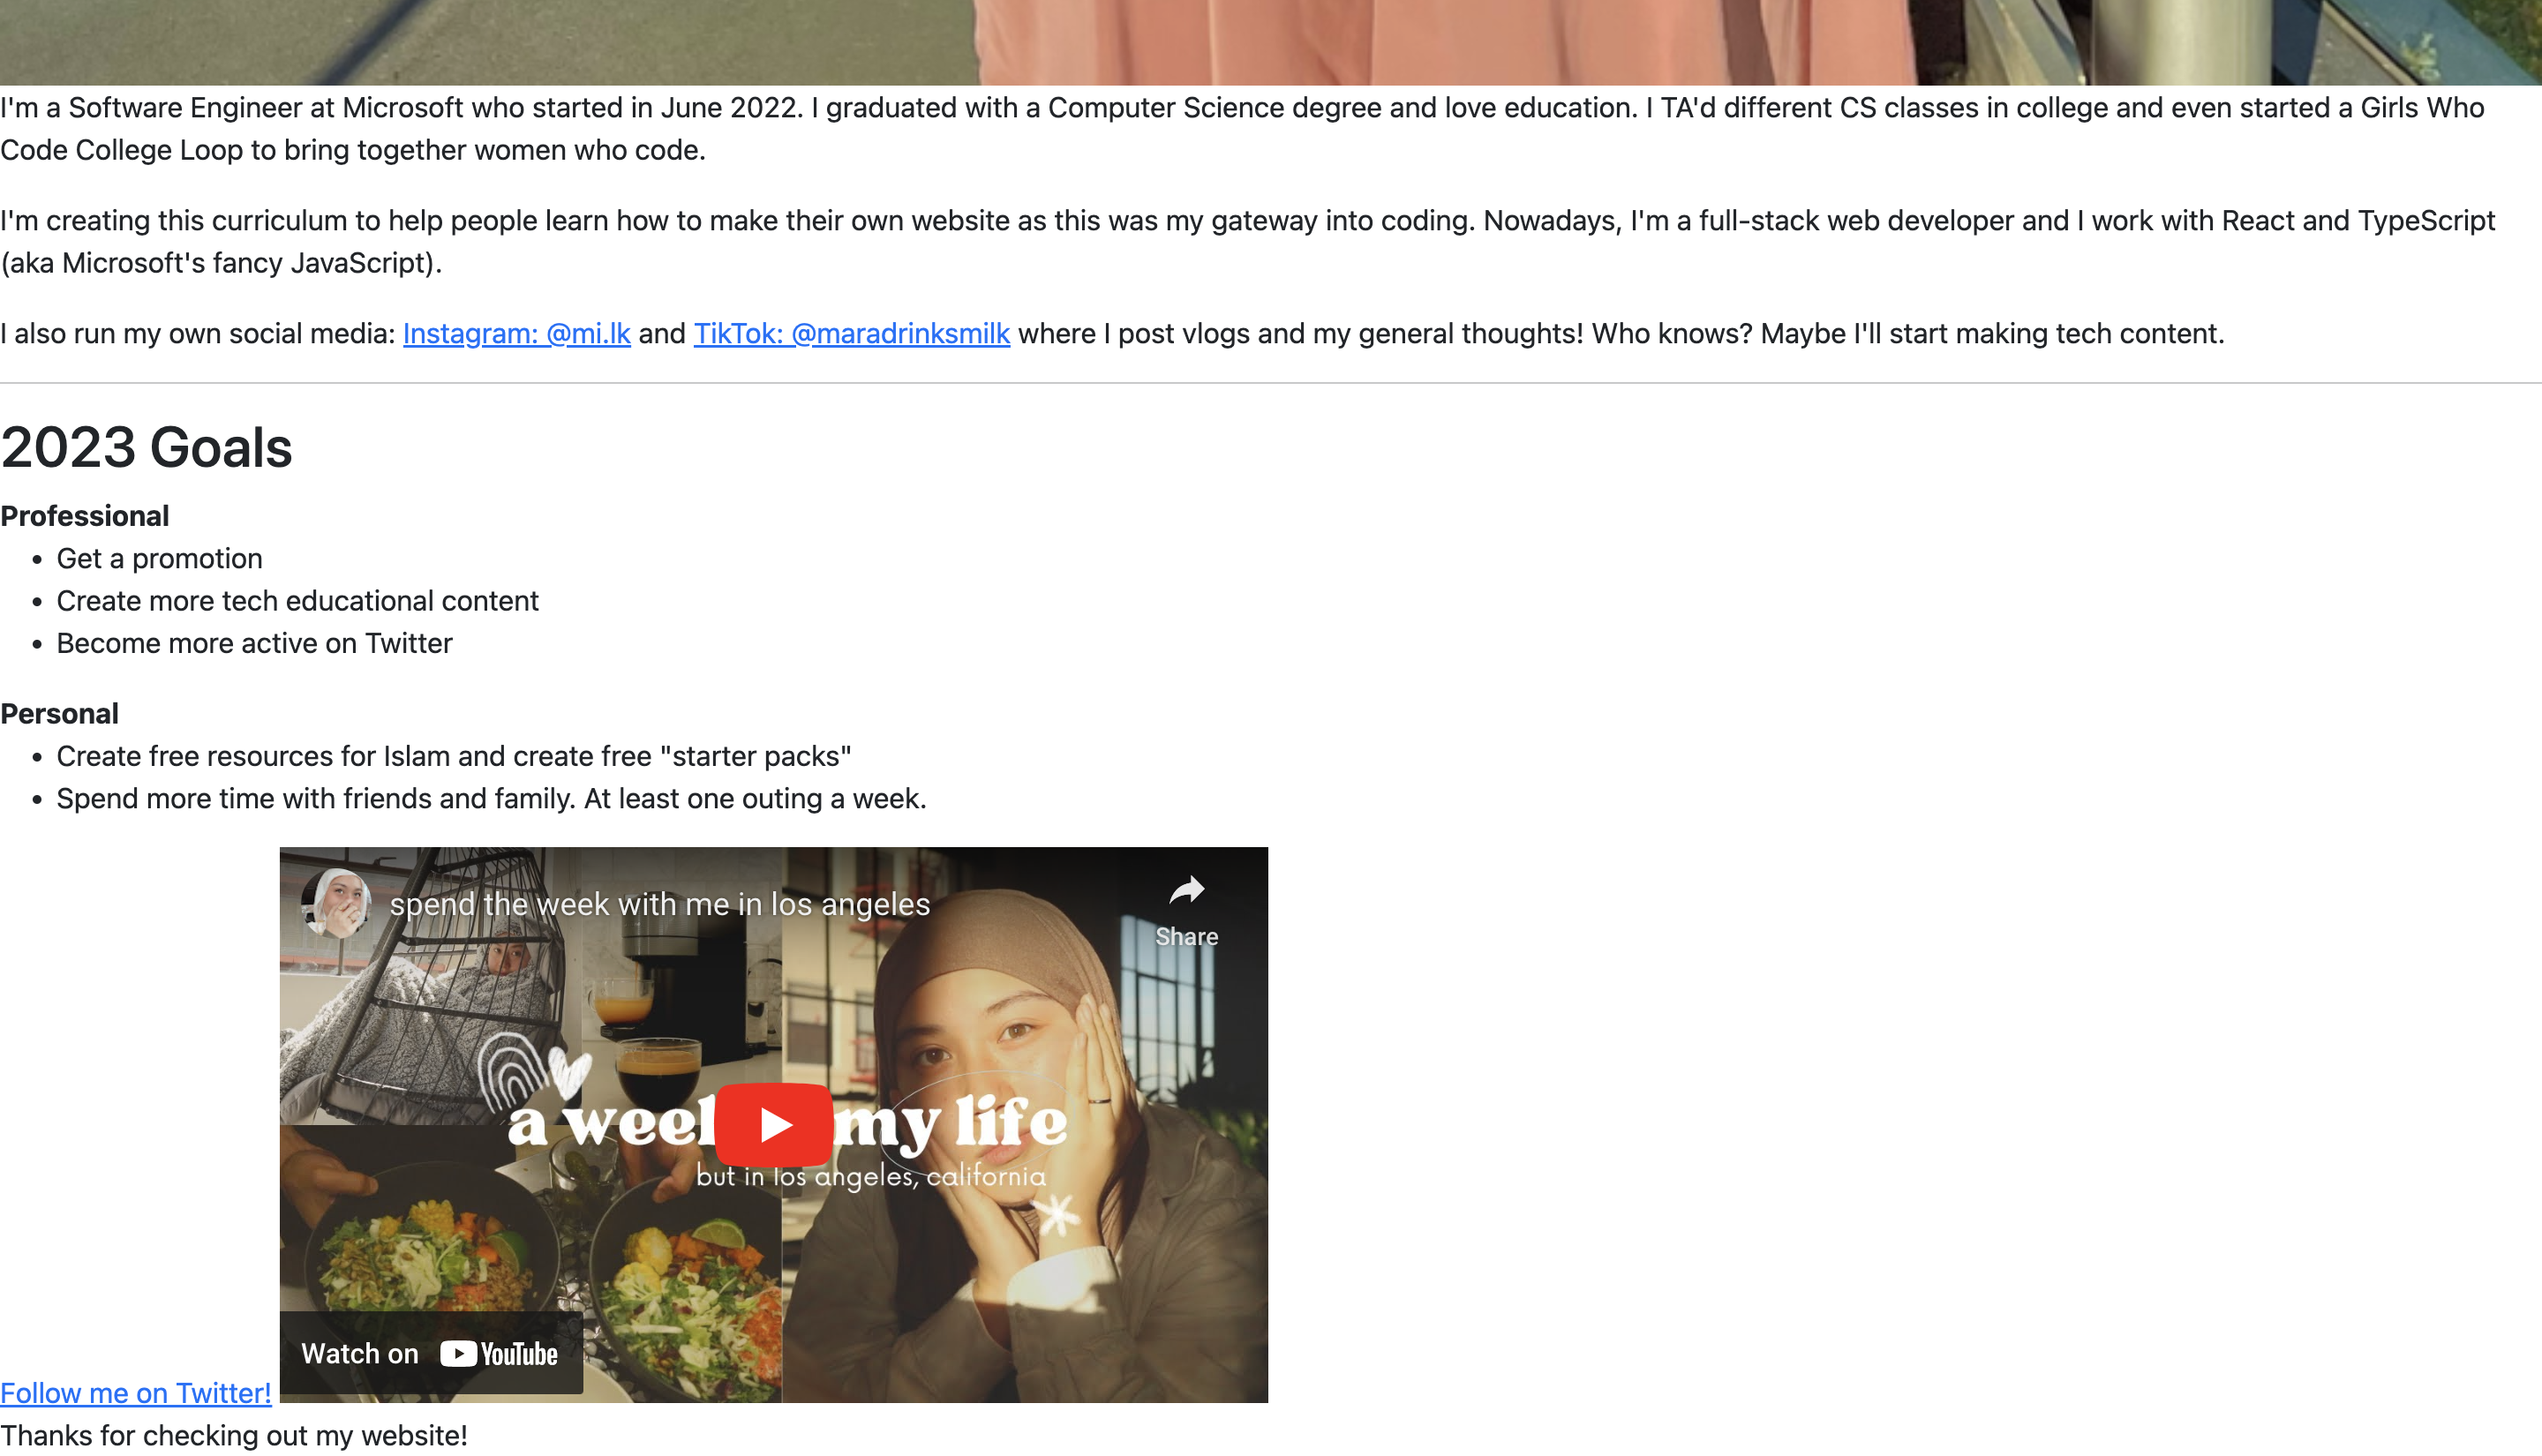 I'm a Software Engineer at Microsoft who started in June 2022. I graduated with a Computer Science degree and love education. I TA'd different CS classes in college and even started a Girls Who
Code College Loop to bring together women who code.
I'm creating this curriculum to help people learn how to make their own website as this was my gateway into coding. Nowadays, I'm a full-stack web developer and I work with React and TypeScript
(aka Microsoft's fancy JavaScript).
I also run my own social media: Instagram: @mi.lk and TikTok: @maradrinksmilk where I post vlogs and my general thoughts! Who knows? Maybe I'll start making tech content.
2023 Goals
Professional
• Get a promotion
• Create more tech educational content
• Become more active on Twitter
Personal
• Create free resources for Islam and create free "starter packs"
• Spend more time with friends and family. At least one outing a week.
spend the week with me in los angeles
Share
a week my life
but in los angeles, california
Watch on YouTube
Follow me on Twitter!
Thanks for checking out my website!